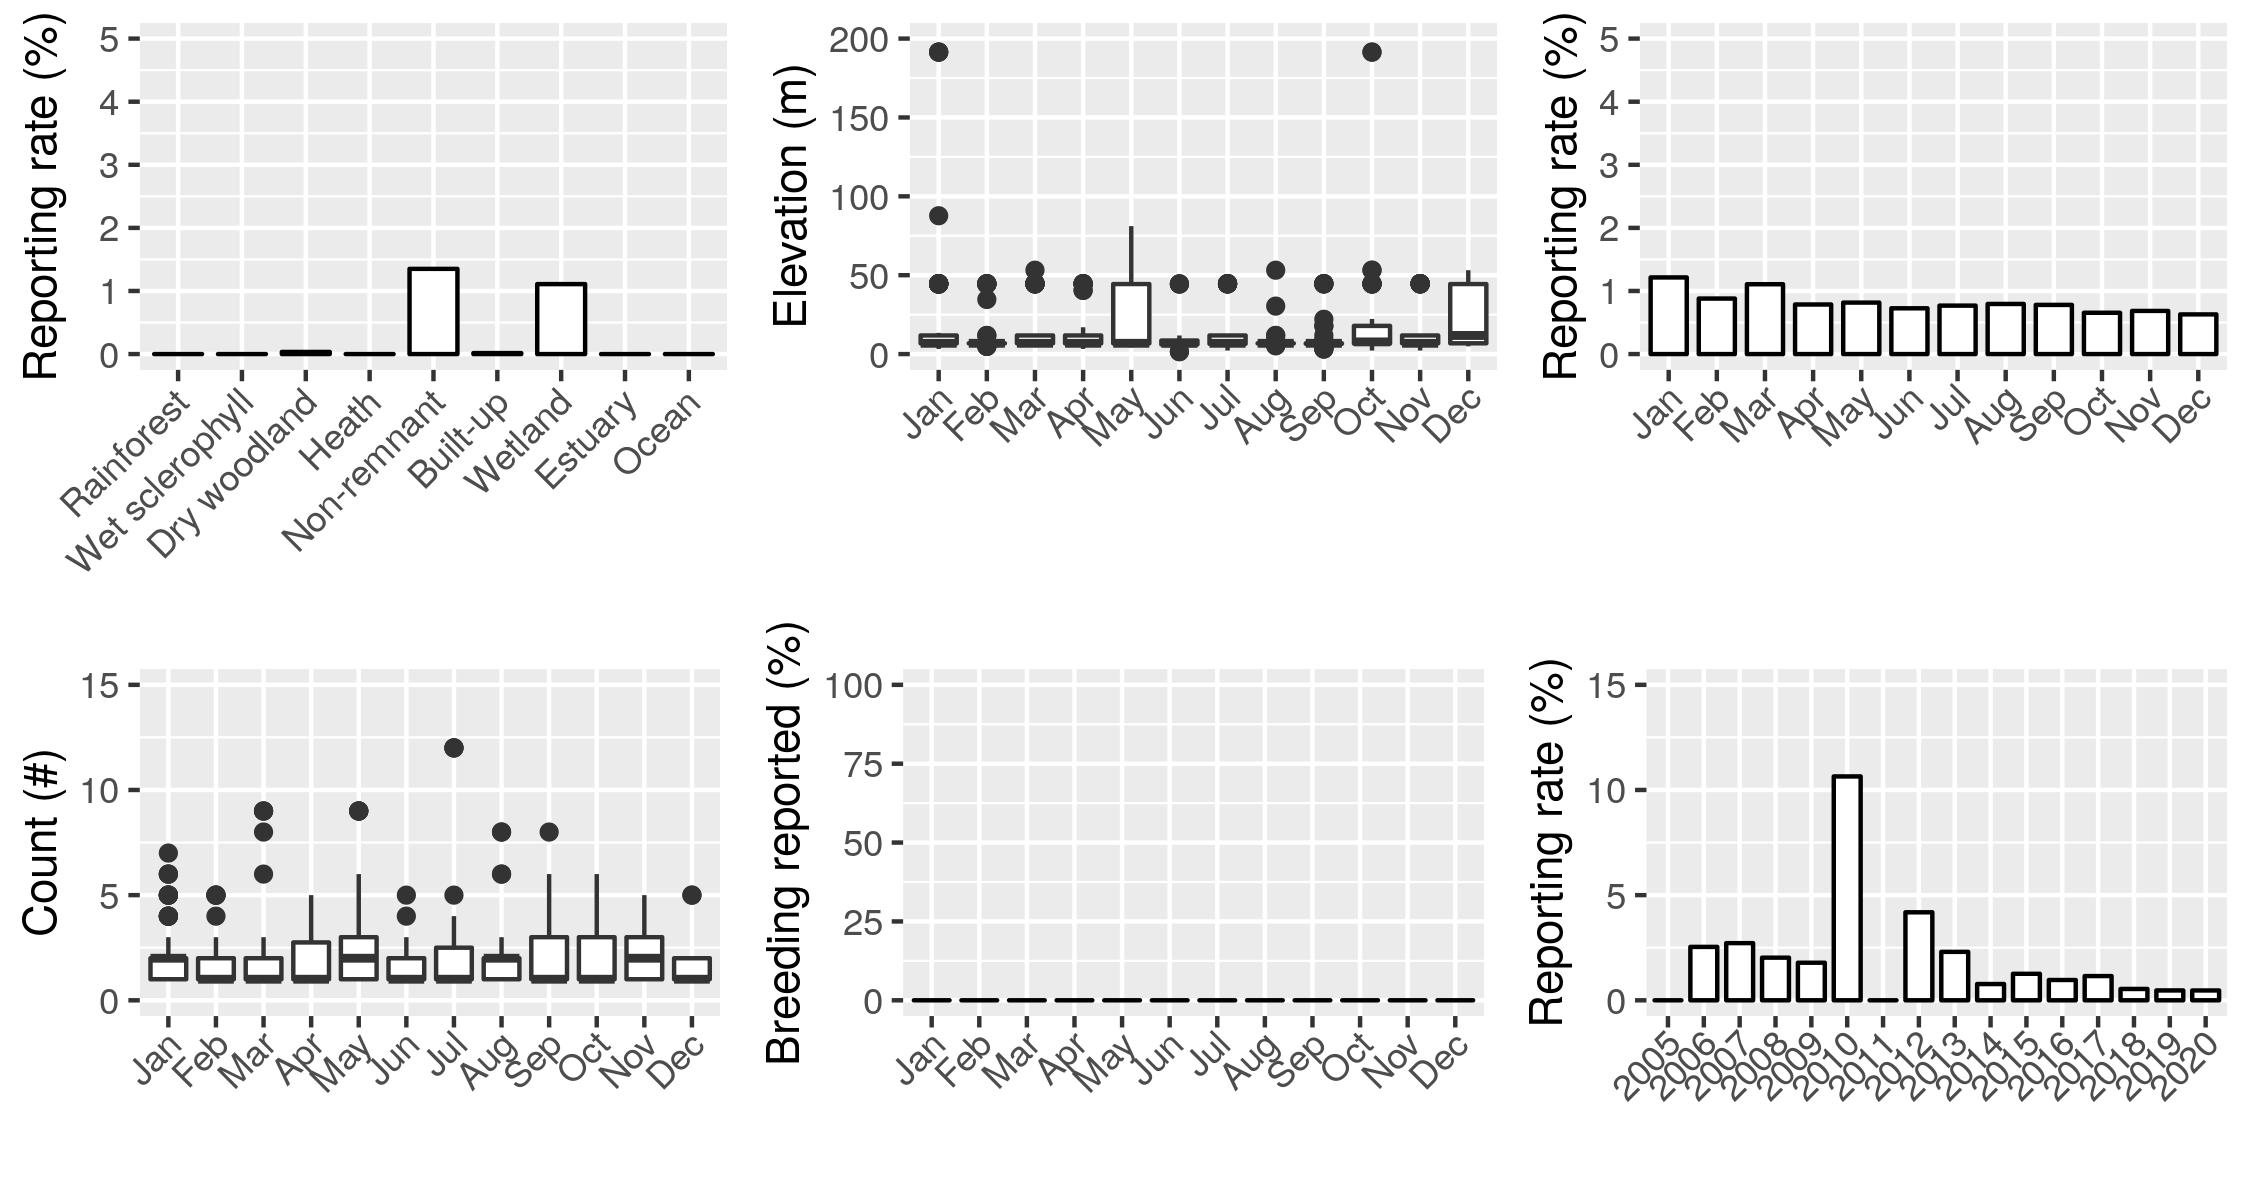 Reporting rate (%)
5
4
3
2
1
0
Rainforest
Wet sclerophyll
Dry woodland
Heath
Non-remnant
Built-up
Wetland
Estuary
Ocean
Elevation (m)
200
150
100
50
0
Jan
Feb
Mar
Apr
May
Jun
Jul
Aug
Sep
Oct
Nov
Dec
Reporting rate (%)
5
4
3
2
1
0
Jan
Feb
Mar
Apr
May
Jun
Jul
Aug
Sep
Oct
Nov
Dec
Count (#)
15
10
5
0
Jan
Feb
Mar
Apr
May
Jun
Jul
Aug
Sep
Oct
Nov
Dec
Breeding reported (%)
100
75
50
25
0
Jan
Feb
Mar
Apr
May
Jun
Jul
Aug
Sep
Oct
Nov
Dec
Reporting rate (%)
15
10
5
0
2005
2006
2007
2008
2009
2010
2011
2012
2013
2014
2015
2016
2017
2018
2019
2020